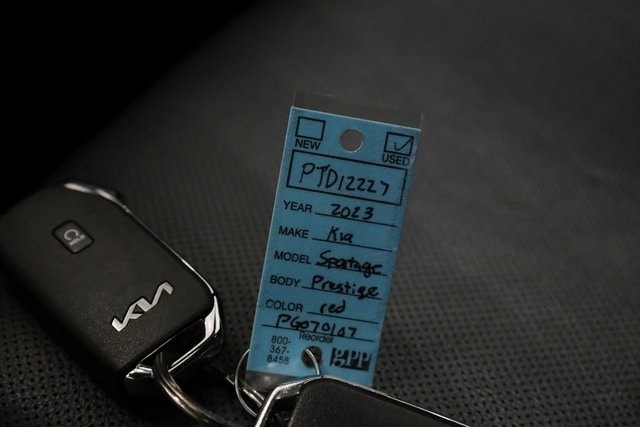 NEW USED
PTD12227
YEAR 2023
MAKE Kia
MODEL Sportage
BODY Prestige
COLOR red
PG070107
Reorder
800-
367-
8458
gpp
KIA